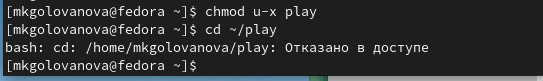 [mkgolovanova@fedora ~]$ chmod u-x play
[mkgolovanova@fedora ~]$ cd ~/play
bash: cd: /home/mkgolovanova/play: Отказано в доступе
[mkgolovanova@fedora ~]$